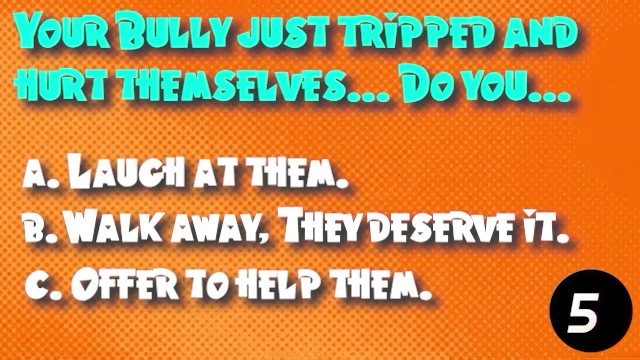 Your Bully just tripped and
hurt themselves... Do you...
a. Laugh at them.
b. Walk away, They deserve it.
c. Offer to help them.
5